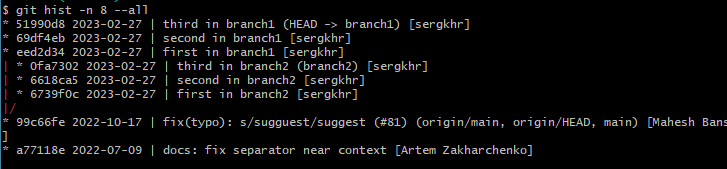 $ git hist -n 8 --all
* 51990d8 2023-02-27 | third in branch1 (HEAD -> branch1) [sergkhr]
* 69df4eb 2023-02-27 | second in branch1 [sergkhr]
* eed2d34 2023-02-27 | first in branch1 [sergkhr]
| * 0fa7302 2023-02-27 | third in branch2 (branch2) [sergkhr]
| * 6618ca5 2023-02-27 | second in branch2 [sergkhr]
| * 6739f0c 2023-02-27 | first in branch2 [sergkhr]
|/
* 99c66fe 2022-10-17 | fix(typo): s/sugguest/suggest (#81) (origin/main, origin/HEAD, main) [Mahesh Bans
]
* a77118e 2022-07-09 | docs: fix separator near context [Artem Zakharchenko]